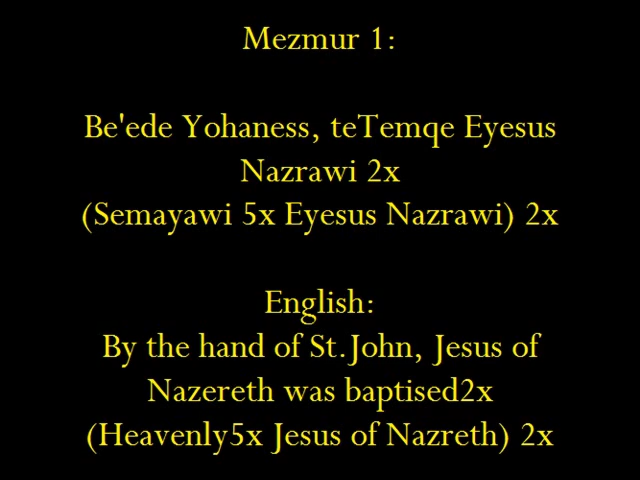 Mezmur 1:
Be'ede Yohaness, teTemqe Eyesus
Nazrawi 2x
(Semayawi 5x Eyesus Nazrawi) 2x
English:
By the hand of St.John, Jesus of
Nazereth was baptised2x
(Heavenly5x Jesus of Nazreth) 2x